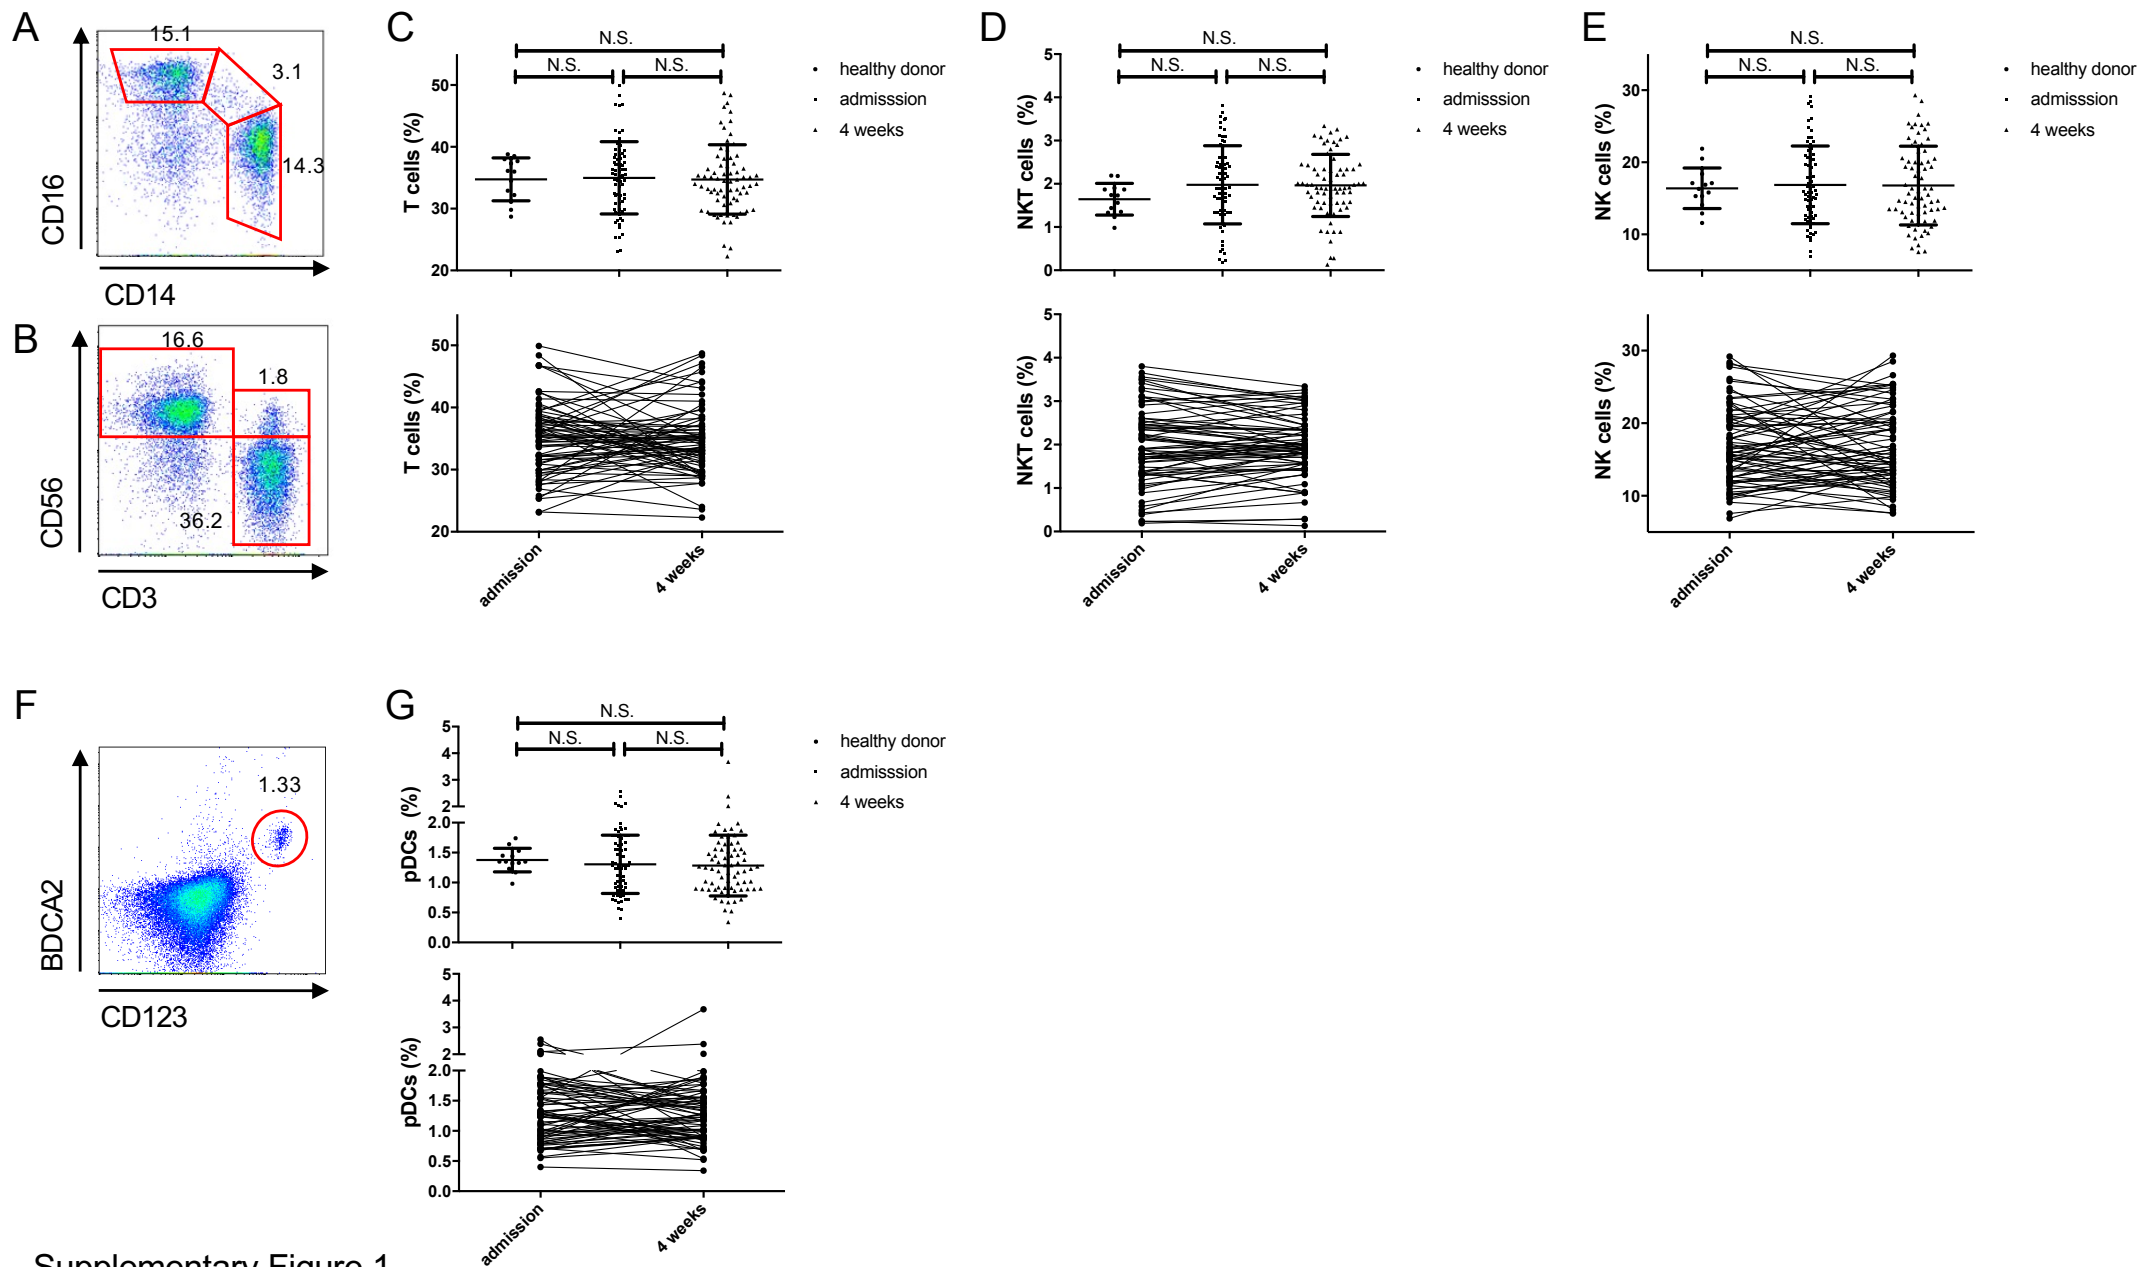 A
CD16
15.1
3.1
14.3
CD14
B
CD56
16.6
1.8
36.2
CD3
C
N.S.
N.S.
N.S.
T cells (%)
50
40
30
20
healthy donor
admisssion
4 weeks
T cells (%)
50
40
30
20
admission
4 weeks
D
N.S.
N.S.
N.S.
NKT cells (%)
5
4
3
2
1
0
healthy donor
admisssion
4 weeks
NKT cells (%)
5
4
3
2
1
0
admission
4 weeks
E
N.S.
N.S.
N.S.
NK cells (%)
30
20
10
healthy donor
admisssion
4 weeks
NK cells (%)
30
20
10
admission
4 weeks
F
BDCA2
1.33
CD123
G
N.S.
N.S.
N.S.
pDCs (%)
5
4
3
2
2.0
1.5
1.0
0.5
0.0
healthy donor
admisssion
4 weeks
pDCs (%)
5
4
3
2
2.0
1.5
1.0
0.5
0.0
admission
4 weeks
Supplementary Figure 1